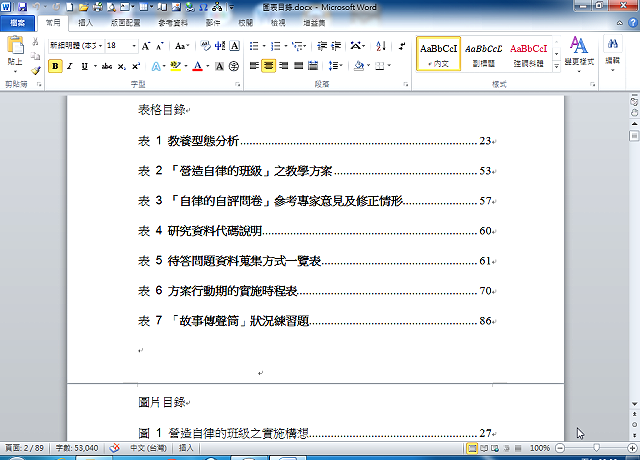 圖表目錄.docx - Microsoft Word
檔案 常用 插入 版面配置 參考資料 郵件 校閱 檢視 增益集
貼上
新細明體 (本文 18
AaBbCcI AaBbCcL AaBbCcI
內文 副標題 強調斜體 變更樣式 編輯
剪貼簿 字型 段落 樣式
表格目錄
表 1 教養型態分析 23
表 2 「營造自律的班級」之教學方案 53
表 3 「自律的自評問卷」參考專家意見及修正情形 57
表 4 研究資料代碼說明 60
表 5 待答問題資料蒐集方式一覽表 61
表 6 方案行動期的實施時程表 70
表 7 「故事傳聲筒」狀況練習題 86
圖片目錄
圖 1 營造自律的班級之實施構想 27
頁面: 2 / 89 字數: 53,040 中文 (台灣) 插入 100%